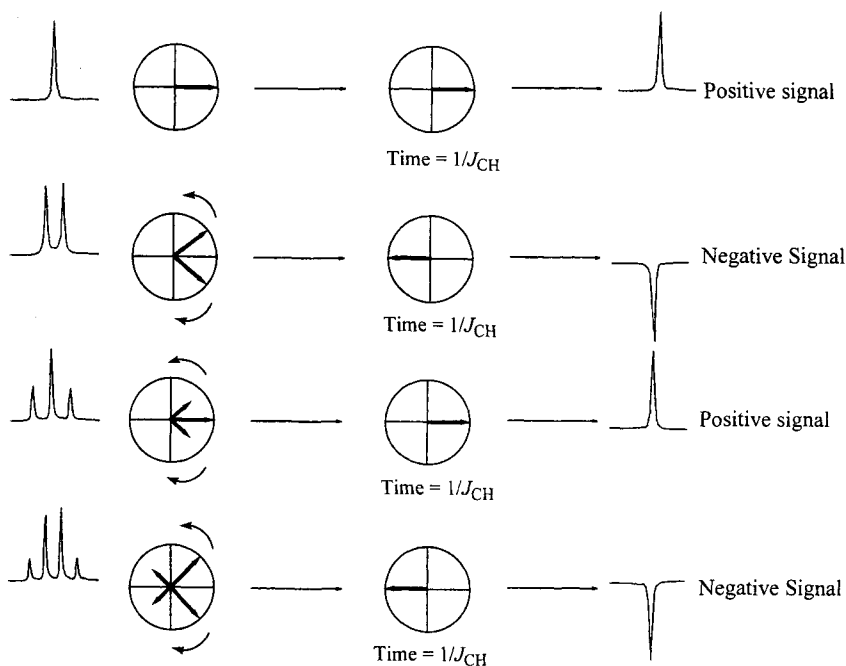 Positive signal
Time = 1/J_CH
Negative Signal
Time = 1/J_CH
Positive signal
Time = 1/J_CH
Negative Signal
Time = 1/J_CH